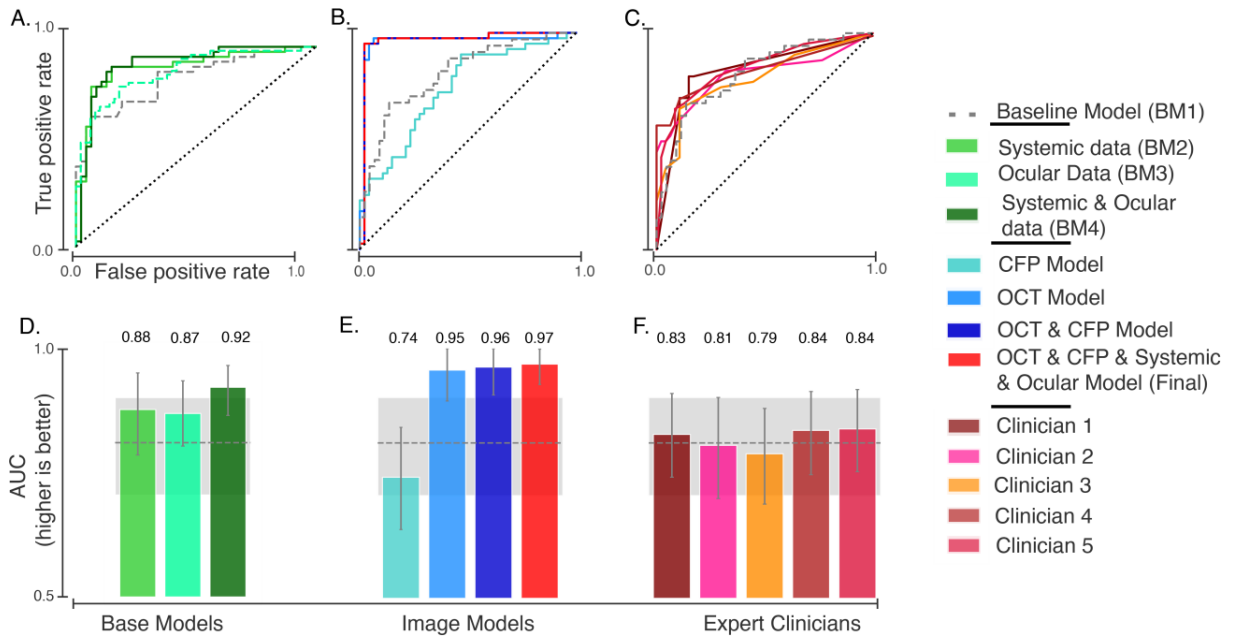 A.
B.
C.
1.0
True positive rate
0.0
0.0
False positive rate
1.0
0.0
1.0
0.0
1.0
Baseline Model (BM1)
Systemic data (BM2)
Ocular Data (BM3)
Systemic & Ocular
data (BM4)
CFP Model
OCT Model
OCT & CFP Model
OCT & CFP & Systemic
& Ocular Model (Final)
Clinician 1
Clinician 2
Clinician 3
Clinician 4
Clinician 5
D.
E.
F.
0.88
0.87
0.92
0.74
0.95
0.96
0.97
0.83
0.81
0.79
0.84
0.84
1.0
AUC
(higher is better)
0.5
Base Models
Image Models
Expert Clinicians